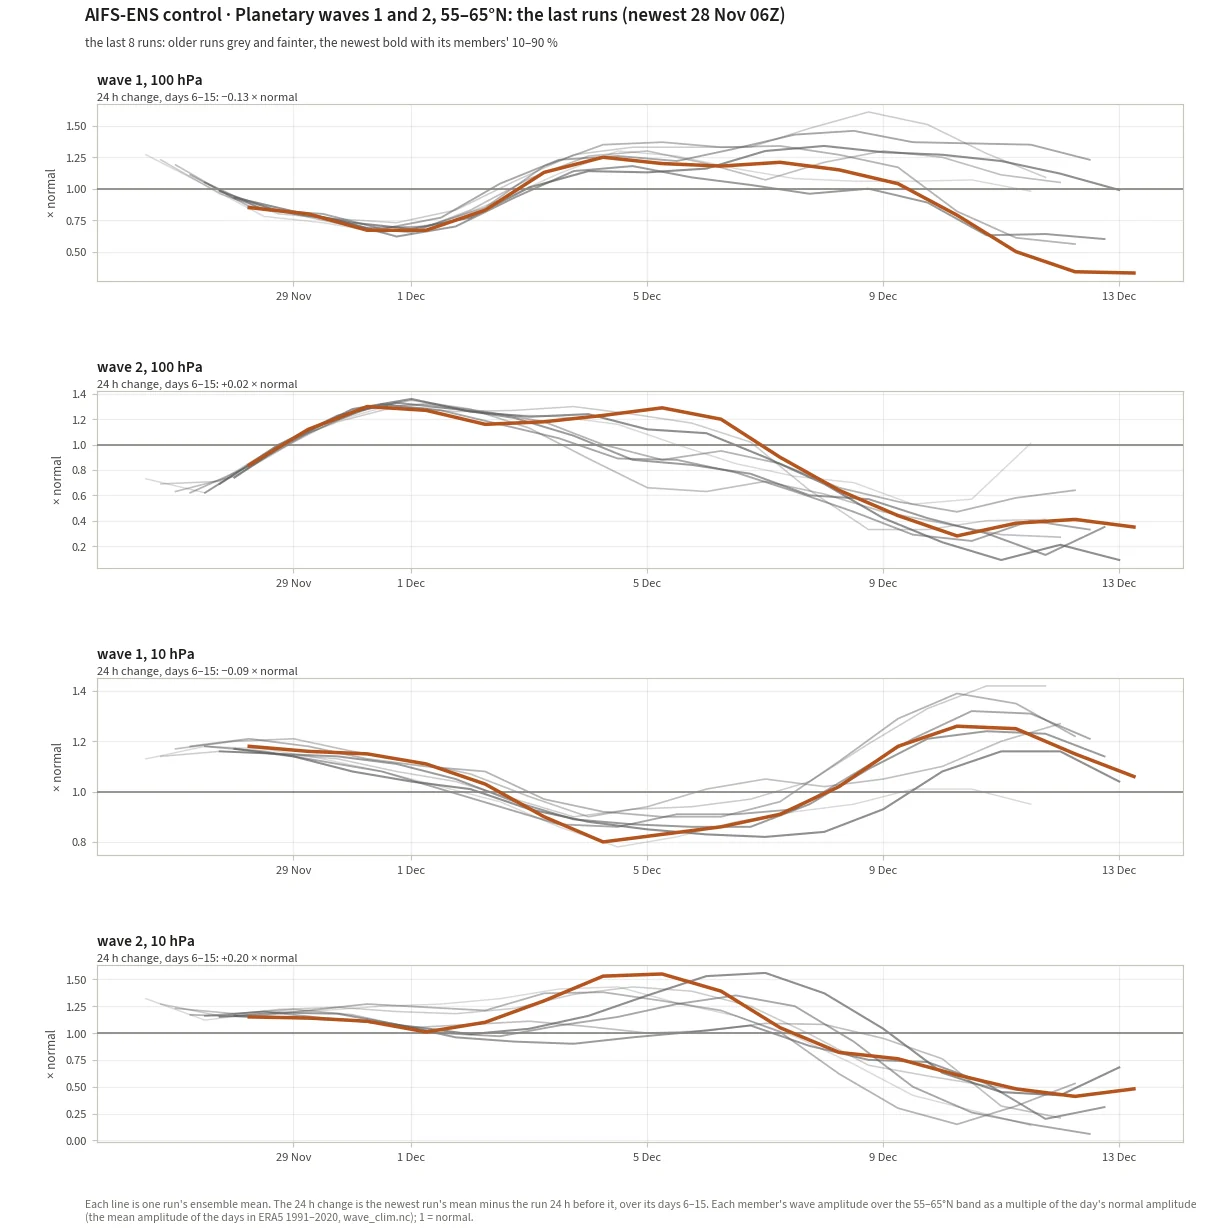 AIFS-ENS control · Planetary waves 1 and 2, 55–65°N: the last runs (newest 28 Nov 06Z)
the last 8 runs: older runs grey and fainter, the newest bold with its members' 10–90 %
wave 1, 100 hPa
24 h change, days 6–15: −0.13 × normal
1.50
1.25
1.00
0.75
0.50
× normal
29 Nov 1 Dec 5 Dec 9 Dec 13 Dec
wave 2, 100 hPa
24 h change, days 6–15: +0.02 × normal
1.4
1.2
1.0
0.8
0.6
0.4
0.2
× normal
29 Nov 1 Dec 5 Dec 9 Dec 13 Dec
wave 1, 10 hPa
24 h change, days 6–15: −0.09 × normal
1.4
1.2
1.0
0.8
× normal
29 Nov 1 Dec 5 Dec 9 Dec 13 Dec
wave 2, 10 hPa
24 h change, days 6–15: +0.20 × normal
1.50
1.25
1.00
0.75
0.50
0.25
0.00
× normal
29 Nov 1 Dec 5 Dec 9 Dec 13 Dec
Each line is one run's ensemble mean. The 24 h change is the newest run's mean minus the run 24 h before it, over its days 6–15. Each member's wave amplitude over the 55–65°N band as a multiple of the day's normal amplitude
(the mean amplitude of the days in ERA5 1991–2020, wave_clim.nc); 1 = normal.